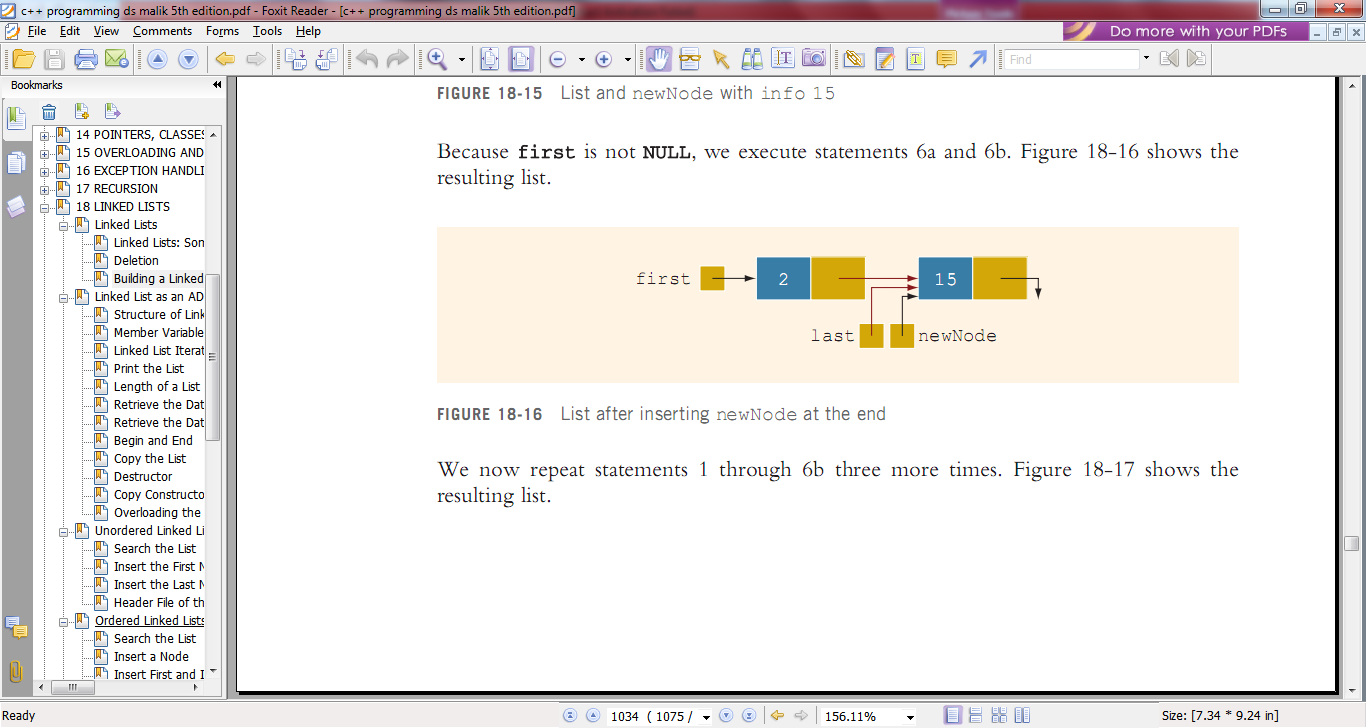 c++ programming ds malik 5th edition.pdf - Foxit Reader - [c++ programming ds malik 5th edition.pdf]
File Edit View Comments Forms Tools Help
Do more with your PDFs
Find
Bookmarks
14 POINTERS, CLASSES
15 OVERLOADING AND
16 EXCEPTION HANDLI
17 RECURSION
18 LINKED LISTS
Linked Lists
Linked Lists: Son
Deletion
Building a Linked
Linked List as an AD
Structure of Link
Member Variable
Linked List Iterat
Print the List
Length of a List
Retrieve the Dat
Retrieve the Dat
Begin and End
Copy the List
Destructor
Copy Constructo
Overloading the
Unordered Linked Li
Search the List
Insert the First N
Insert the Last N
Header File of th
Ordered Linked Lists
Search the List
Insert a Node
Insert First and I
FIGURE 18-15 List and newNode with info 15
Because first is not NULL, we execute statements 6a and 6b. Figure 18-16 shows the
resulting list.
first 2 15
last newNode
FIGURE 18-16 List after inserting newNode at the end
We now repeat statements 1 through 6b three more times. Figure 18-17 shows the
resulting list.
Ready
1034 ( 1075 /
156.11%
Size: [7.34 * 9.24 in]